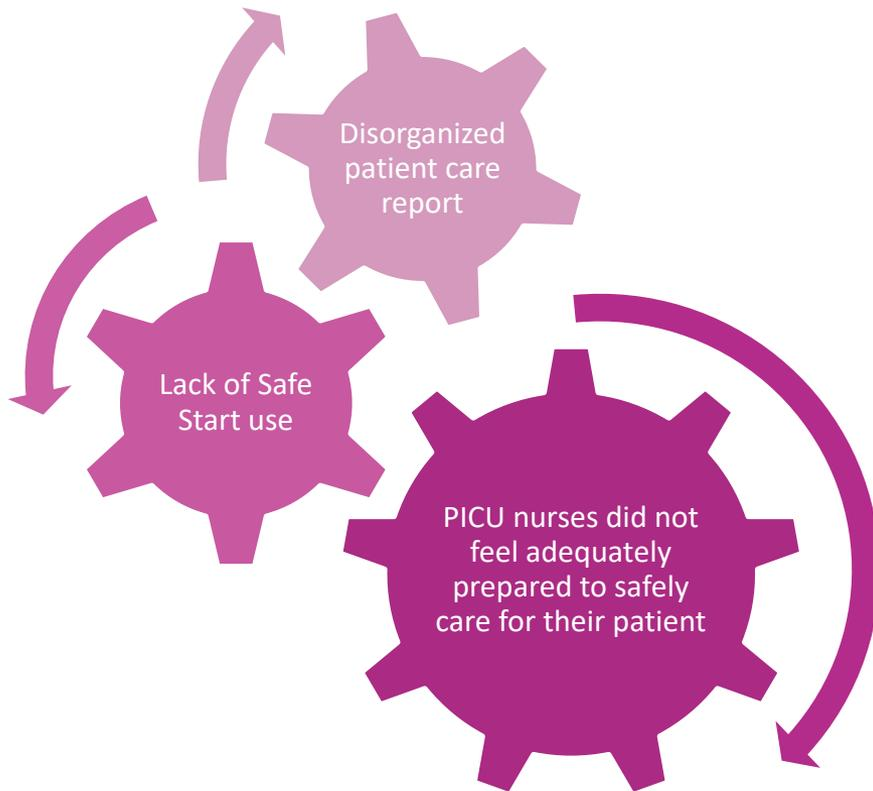 Disorganized
patient care
report
Lack of Safe
Start use
PICU nurses did not
feel adequately
prepared to safely
care for their patient